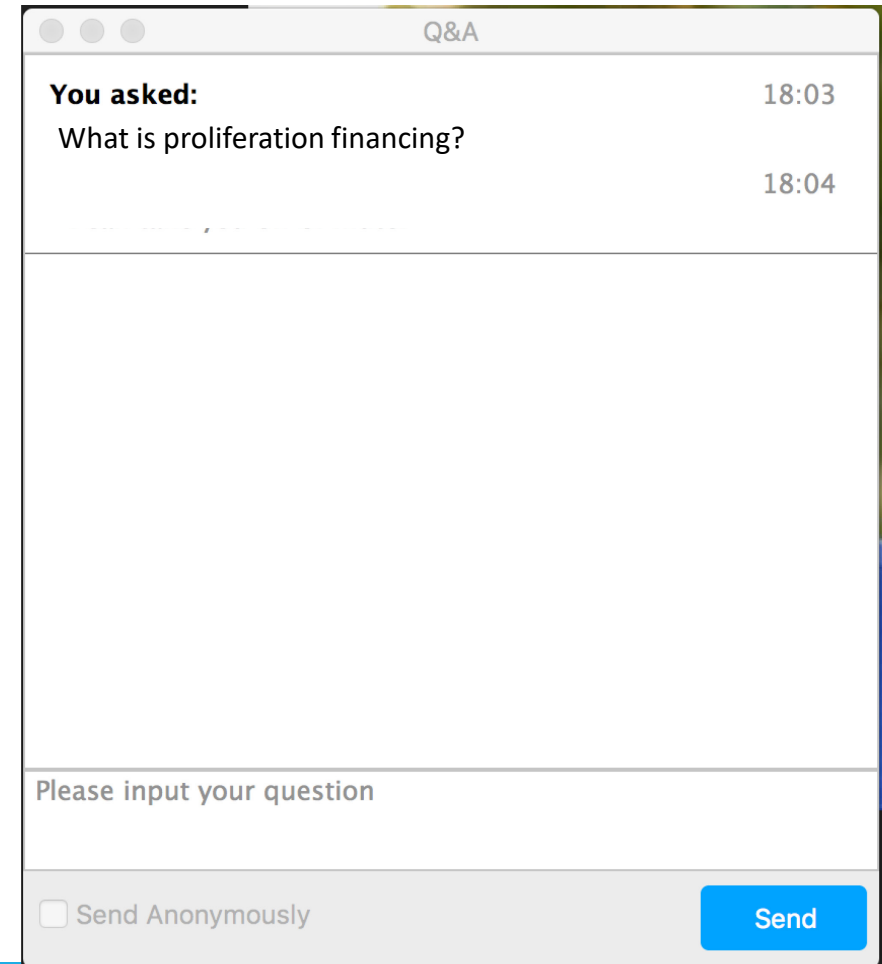 Q&A
You asked: 18:03
What is proliferation financing?
18:04
Please input your question
Send Anonymously
Send